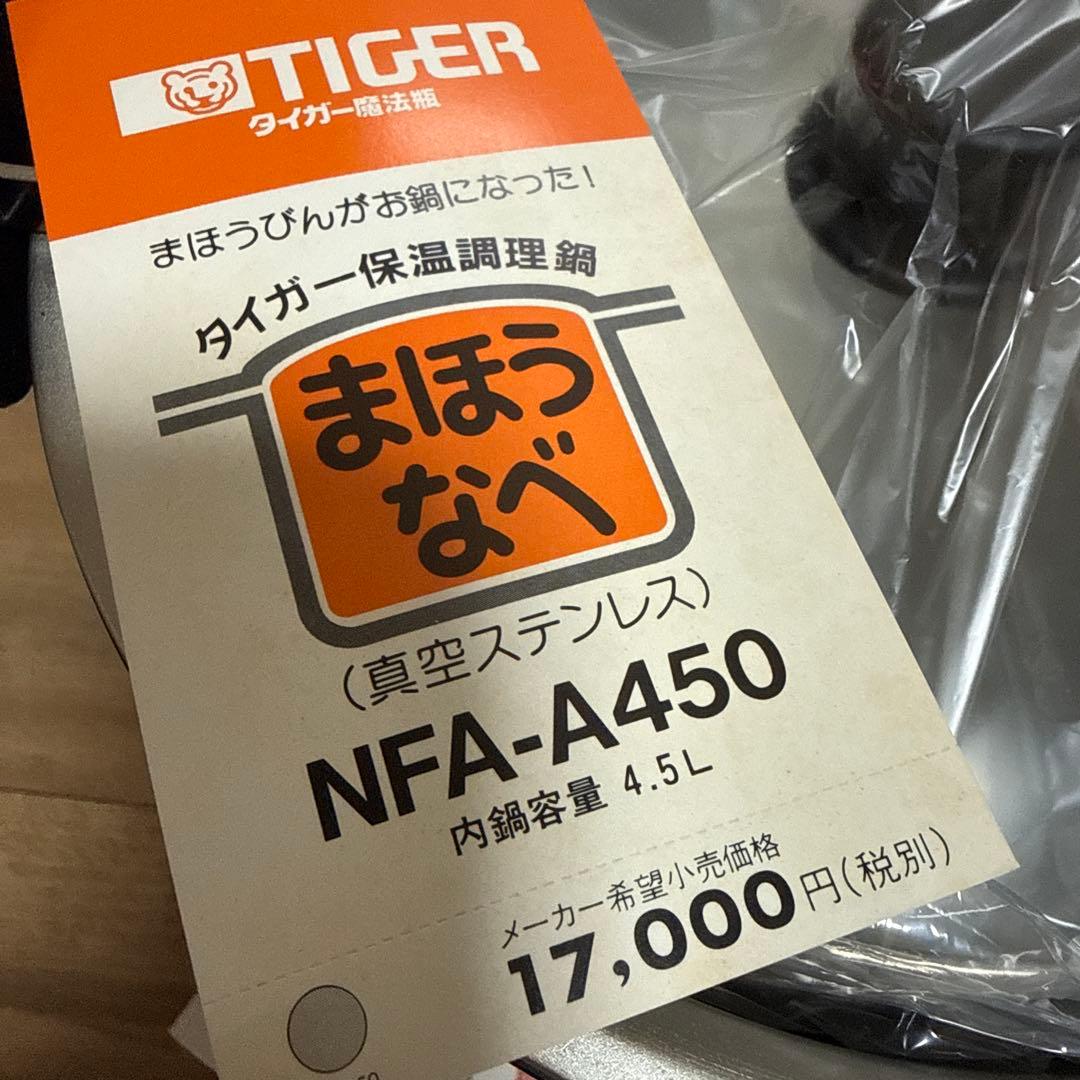 TIGER
タイガー魔法瓶
まほうびんがお鍋になった!
タイガー保温調理鍋
まほう
なべ
(真空ステンレス)
NFA-A450
内鍋容量 4.5L
メーカー希望小売価格
17,000円(税別)